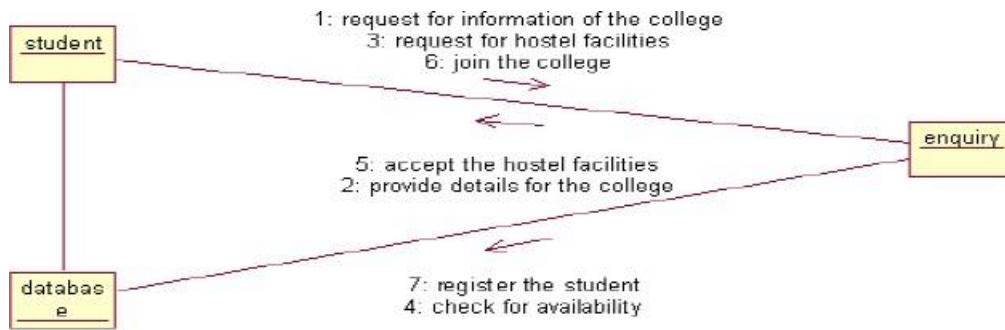 1: request for information of the college
3: request for hostel facilities
6: join the college
student
enquiry
5: accept the hostel facilities
2: provide details for the college
databas
e
7: register the student
4: check for availability